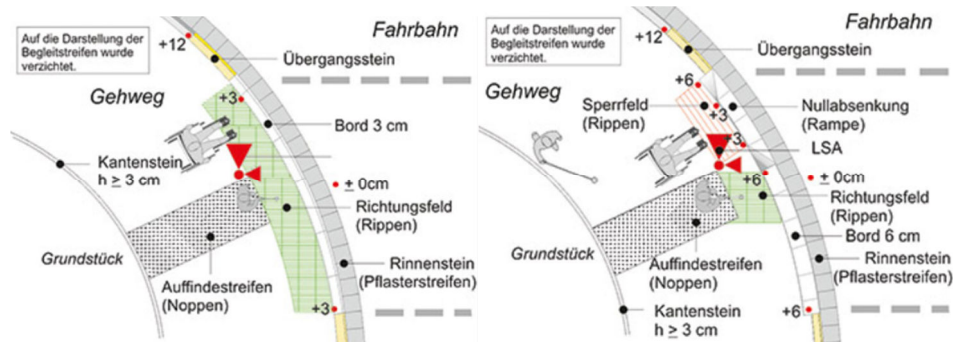 Auf die Darstellung der
Begleitstreifen wurde
verzichtet.
+12
Fahrbahn
Übergangsstein
Gehweg
+3
Bord 3 cm
Kantenstein
h ≥ 3 cm
± 0cm
Richtungsfeld
(Rippen)
Grundstück
Auffindestreifen
(Noppen)
Rinnenstein
(Pflasterstreifen)
+3
Auf die Darstellung der
Begleitstreifen wurde
verzichtet.
+12
Fahrbahn
Übergangsstein
+6
Gehweg
Sperrfeld
(Rippen)
+3
Nullabsenkung
(Rampe)
+3
LSA
+6
± 0cm
Richtungsfeld
(Rippen)
Bord 6 cm
Grundstück
Auffindestreifen
(Noppen)
Rinnenstein
(Pflasterstreifen)
Kantenstein
h ≥ 3 cm
+6